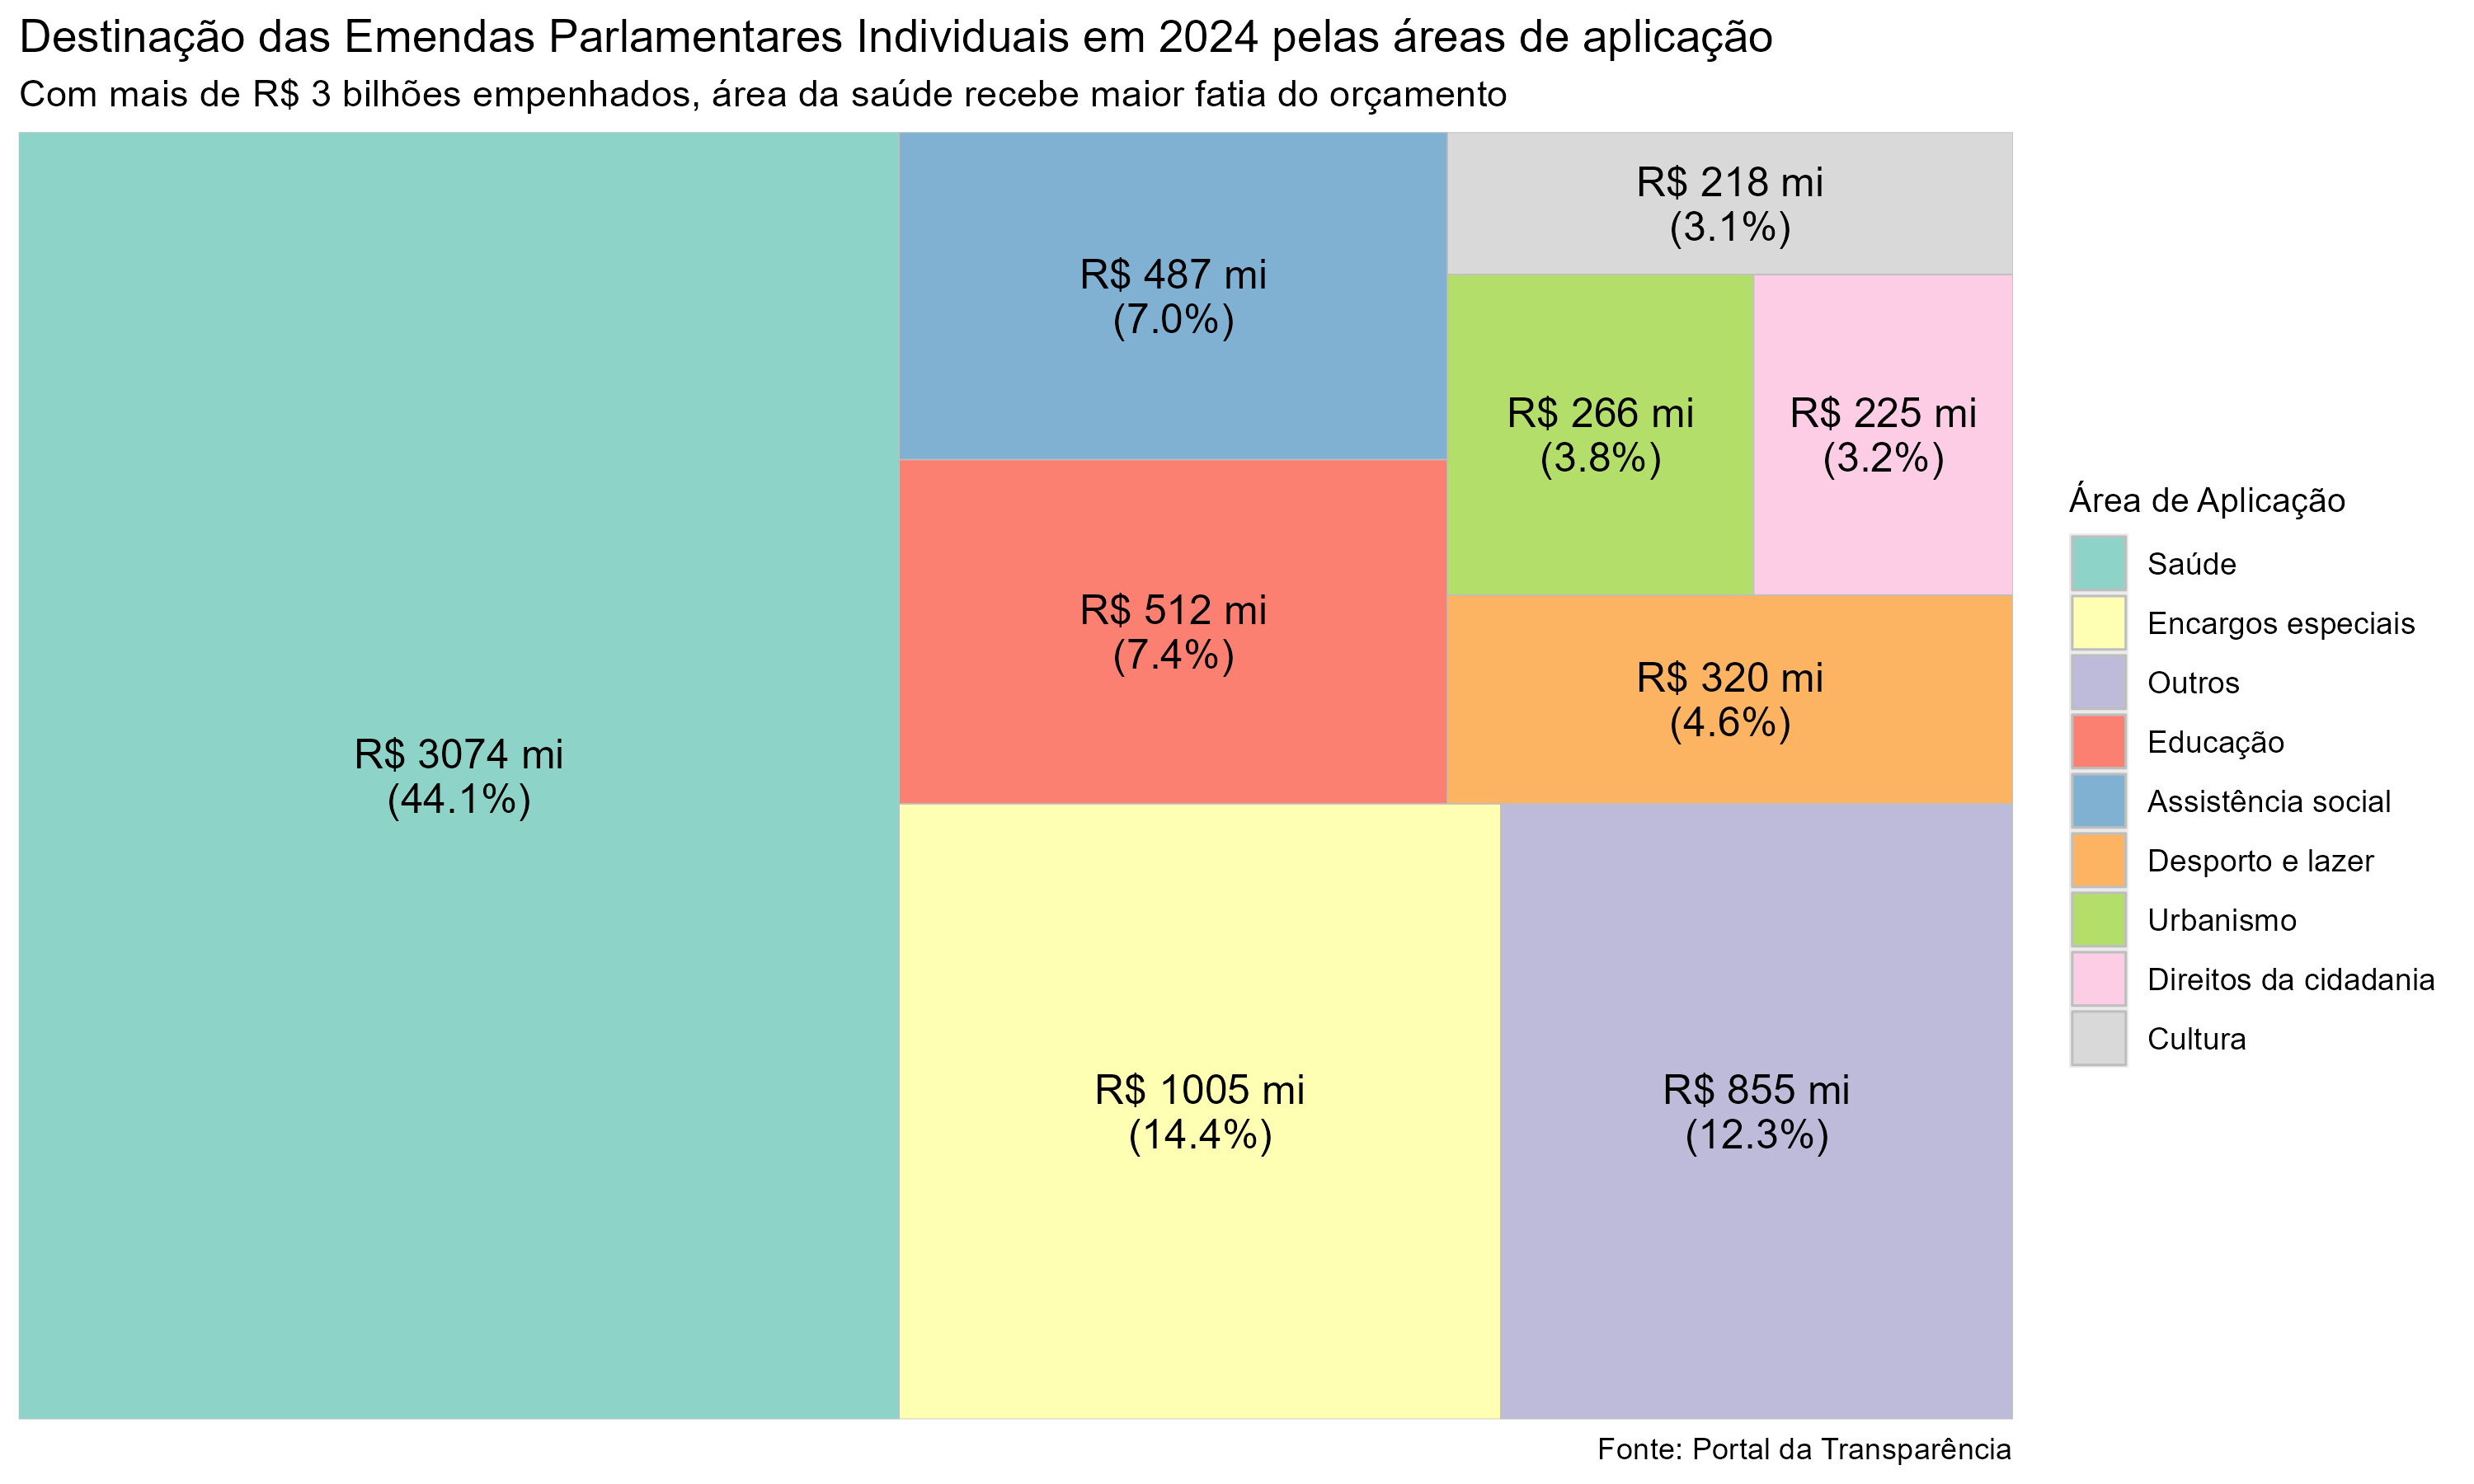 Destinação das Emendas Parlamentares Individuais em 2024 pelas áreas de aplicação
Com mais de R$ 3 bilhões empenhados, área da saúde recebe maior fatia do orçamento
R$ 3074 mi
(44.1%)
R$ 487 mi
(7.0%)
R$ 512 mi
(7.4%)
R$ 218 mi
(3.1%)
R$ 266 mi
(3.8%)
R$ 225 mi
(3.2%)
R$ 320 mi
(4.6%)
R$ 1005 mi
(14.4%)
R$ 855 mi
(12.3%)
Área de Aplicação
Saúde
Encargos especiais
Outros
Educação
Assistência social
Desporto e lazer
Urbanismo
Direitos da cidadania
Cultura
Fonte: Portal da Transparência